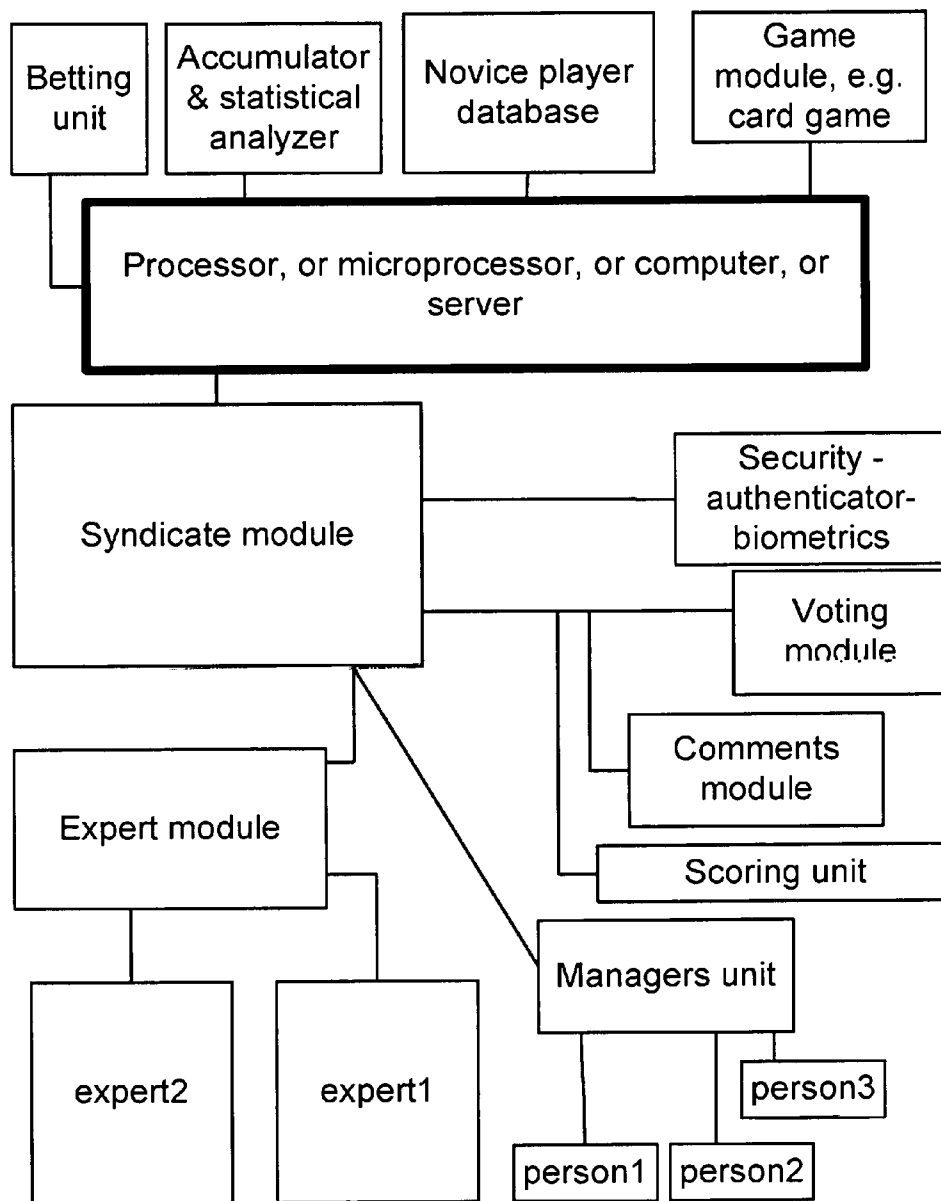 Betting
unit
Accumulator
& statistical
analyzer
Novice player
database
Game
module, e.g.
card game
Processor, or microprocessor, or computer, or
server
Syndicate module
Security -
authenticator-
biometrics
Voting
module
Comments
module
Expert module
Scoring unit
Managers unit
expert2
expert1
person3
person1
person2